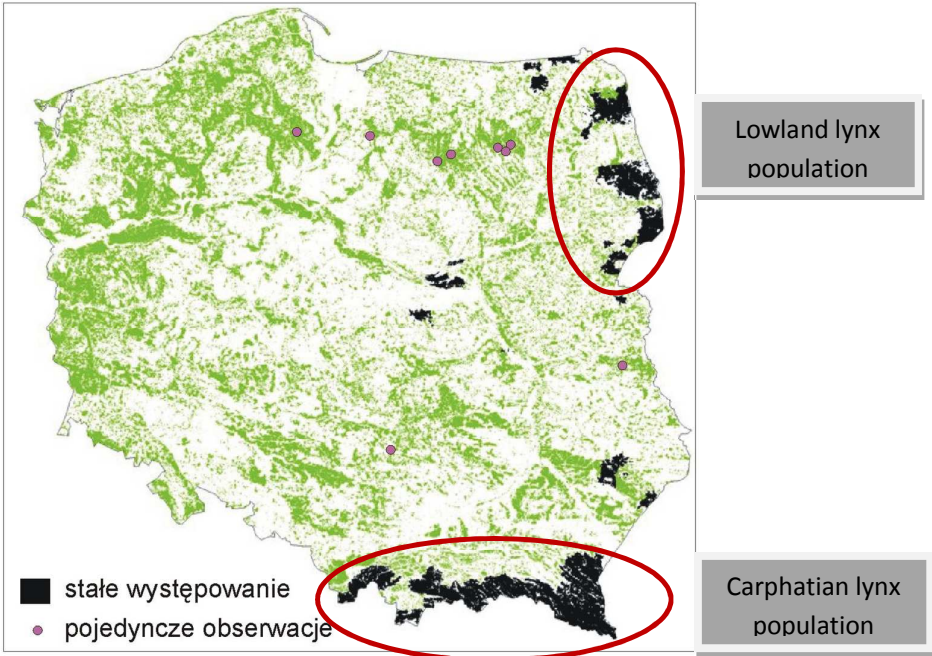 Lowland lynx
population
stałe występowanie
pojedyncze obserwacje
Carphatian lynx
population